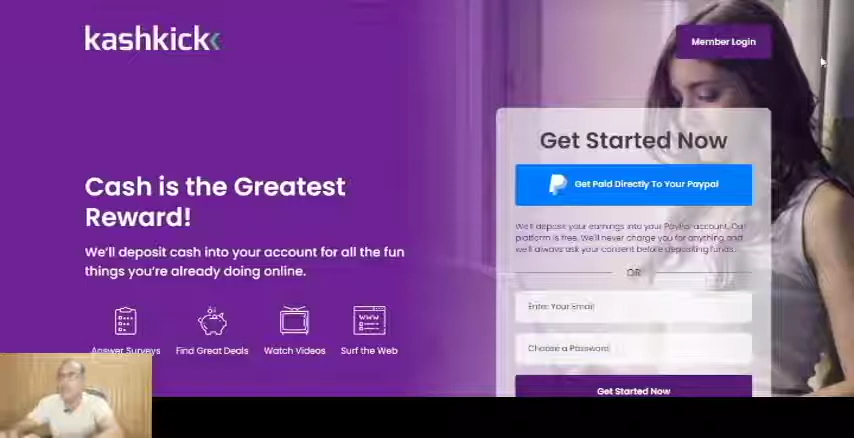 kashkick
Member Login
Get Started Now
Get Paid Directly To Your Paypal
Cash is the Greatest
Reward!
We'll deposit your earnings into your PayPal account. Our
platform is free. We'll never charge you for anything and
we'll always ask your consent before depositing funds.
We'll deposit cash into your account for all the fun
things you're already doing online.
OR
Enter Your Email
WWW
Answer Surveys
Find Great Deals
Watch Videos
Surf the Web
Choose a Password
Get Started Now